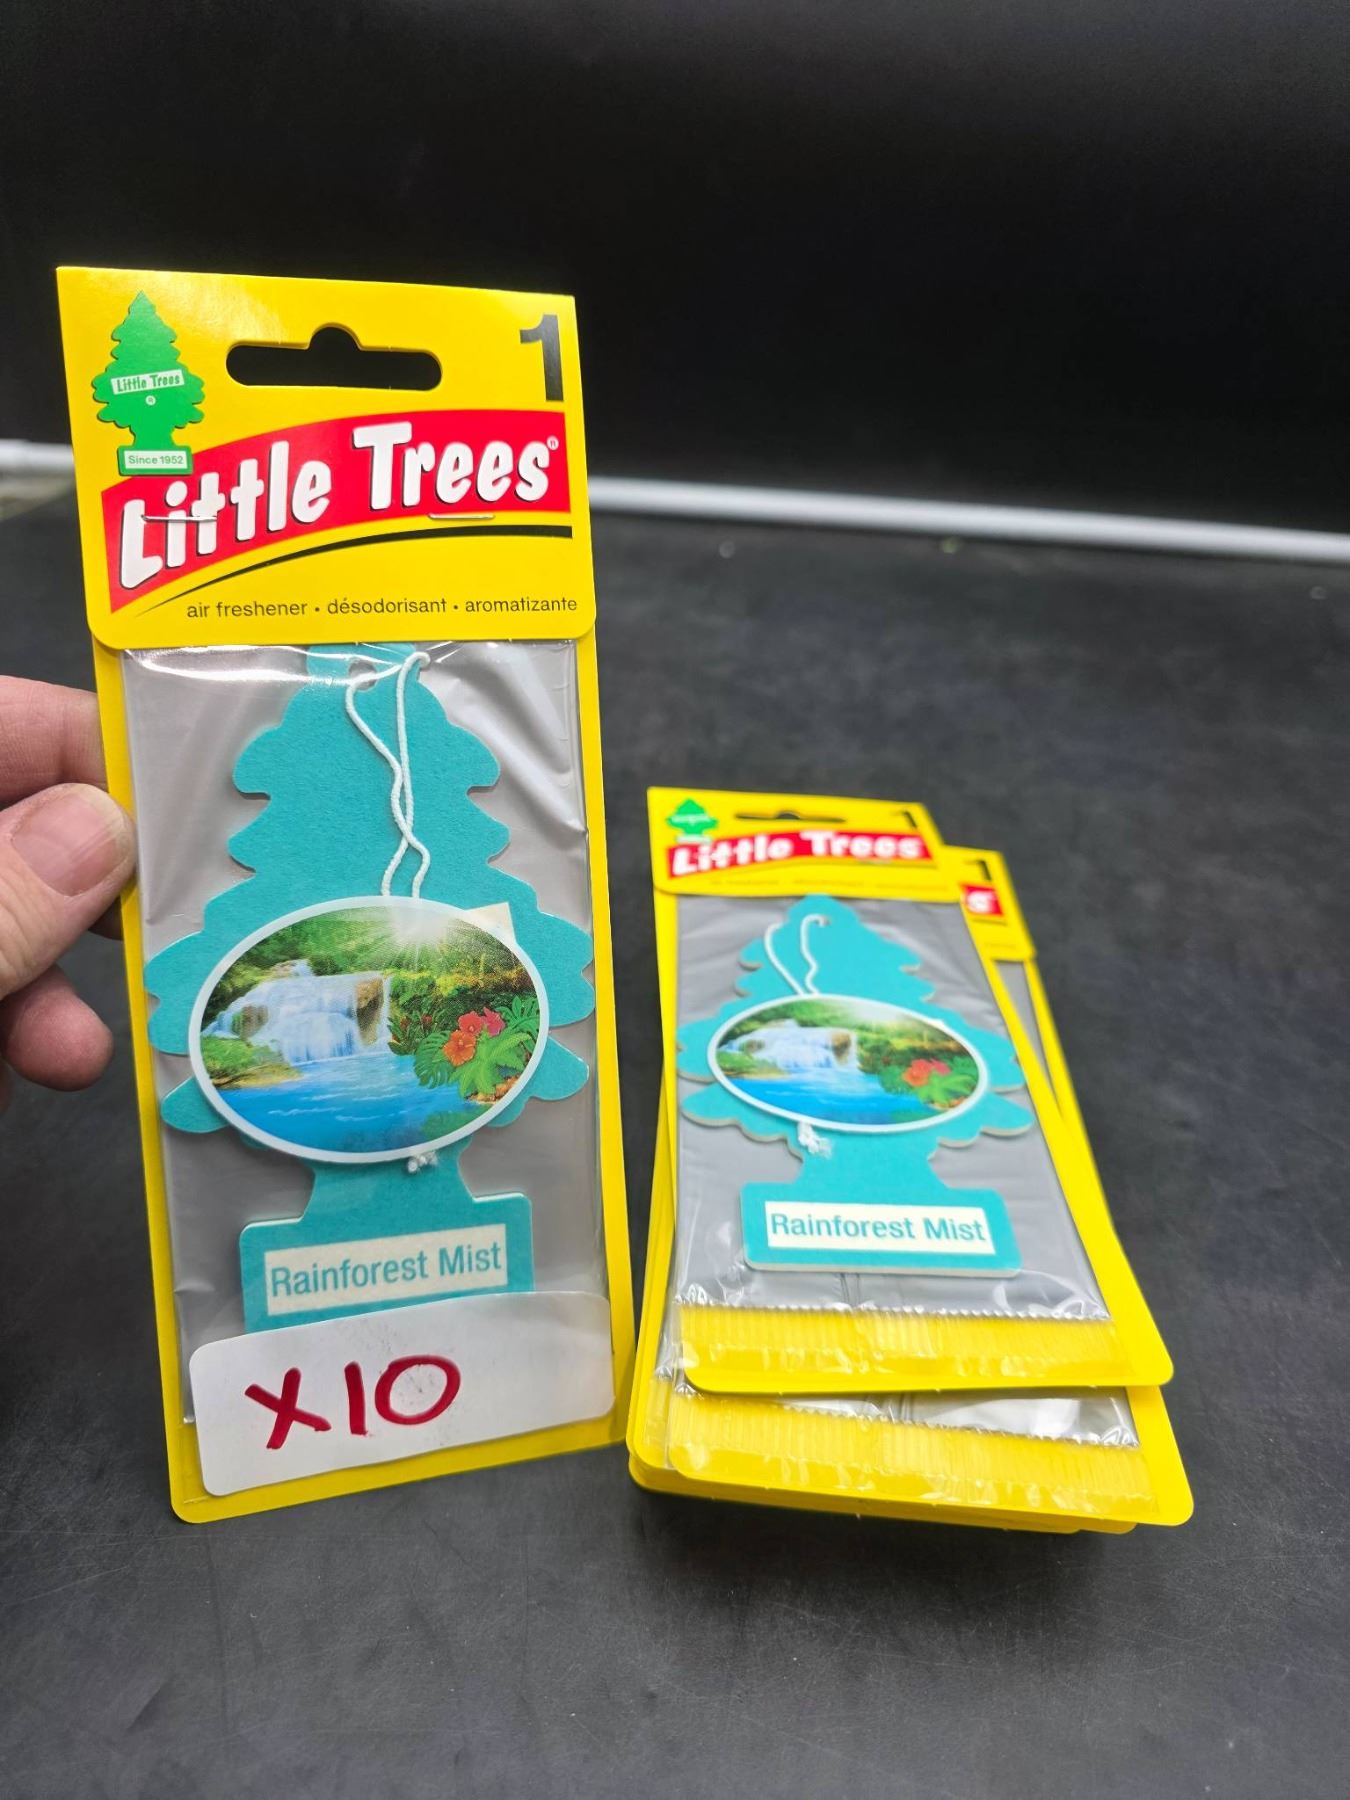 1
Little Trees
®
Since 1952
Little Trees®
air freshener • désodorisant • aromatizante
Rainforest Mist
X10
1
Little Trees
1
Rainforest Mist